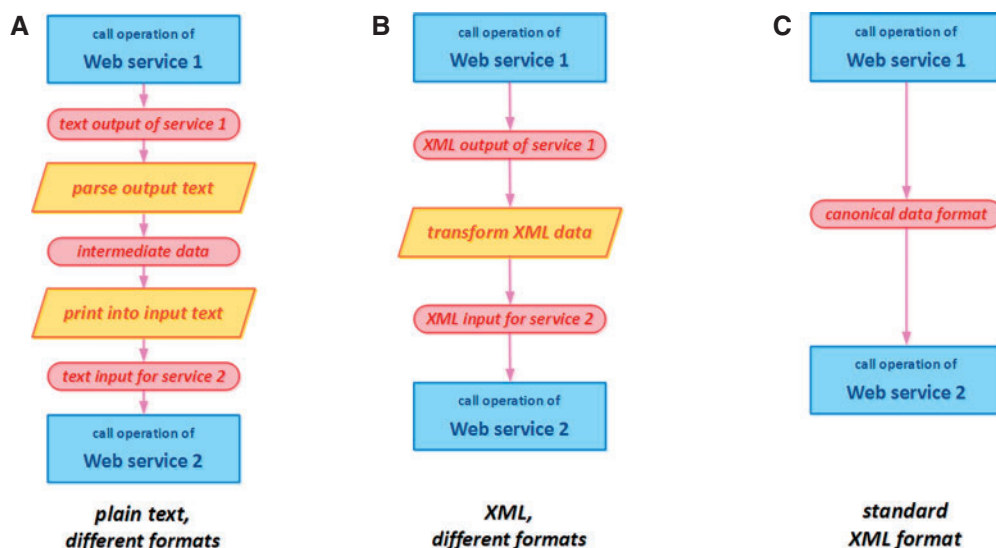 A
call operation of
Web service 1
text output of service 1
parse output text
intermediate data
print into input text
text input for service 2
call operation of
Web service 2
plain text,
different formats
B
call operation of
Web service 1
XML output of service 1
transform XML data
XML input for service 2
call operation of
Web service 2
XML,
different formats
C
call operation of
Web service 1
canonical data format
call operation of
Web service 2
standard
XML format